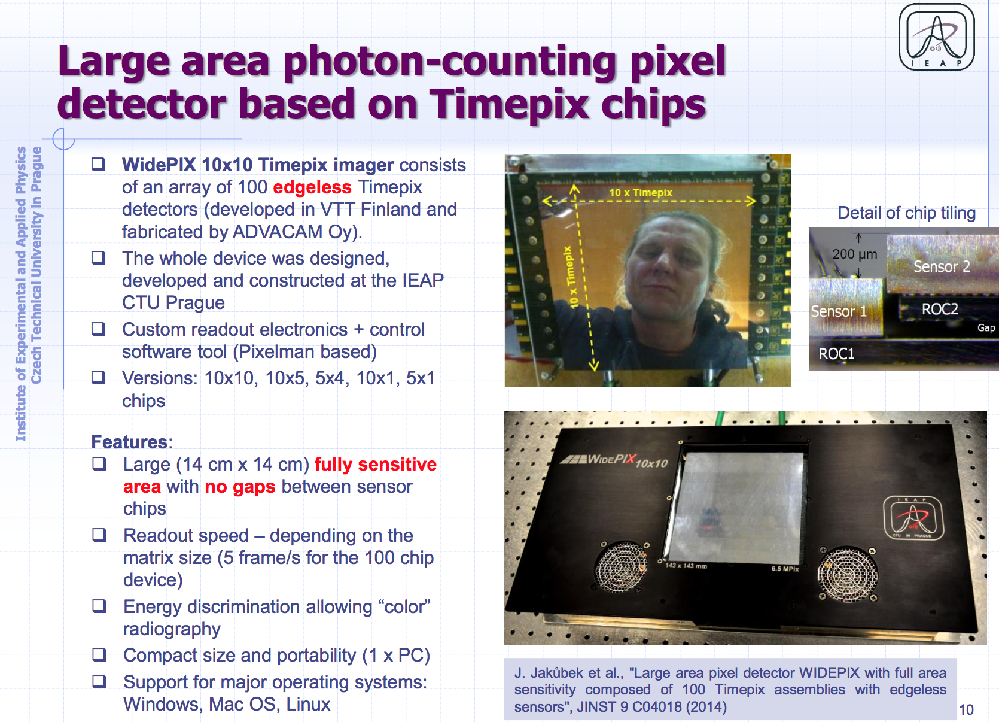 I E A P
Large area photon-counting pixel
detector based on Timepix chips
Institute of Experimental and Applied Physics
Czech Technical University in Prague
❑ WidePIX 10x10 Timepix imager consists
of an array of 100 edgeless Timepix
detectors (developed in VTT Finland and
fabricated by ADVACAM Oy).
❑ The whole device was designed,
developed and constructed at the IEAP
CTU Prague
❑ Custom readout electronics + control
software tool (Pixelman based)
❑ Versions: 10x10, 10x5, 5x4, 10x1, 5x1
chips
Features:
❑ Large (14 cm x 14 cm) fully sensitive
area with no gaps between sensor
chips
❑ Readout speed – depending on the
matrix size (5 frame/s for the 100 chip
device)
❑ Energy discrimination allowing “color”
radiography
❑ Compact size and portability (1 x PC)
❑ Support for major operating systems:
Windows, Mac OS, Linux
10 x Timepix
10 x Timepix
Detail of chip tiling
200 µm
Sensor 2
Sensor 1
ROC2
Gap
ROC1
WIDEPIX 10x10
I E A P
CTU IN PRAGUE
143 x 143 mm
6.5 MPix
J. Jakůbek et al., "Large area pixel detector WIDEPIX with full area
sensitivity composed of 100 Timepix assemblies with edgeless
sensors", JINST 9 C04018 (2014)
10